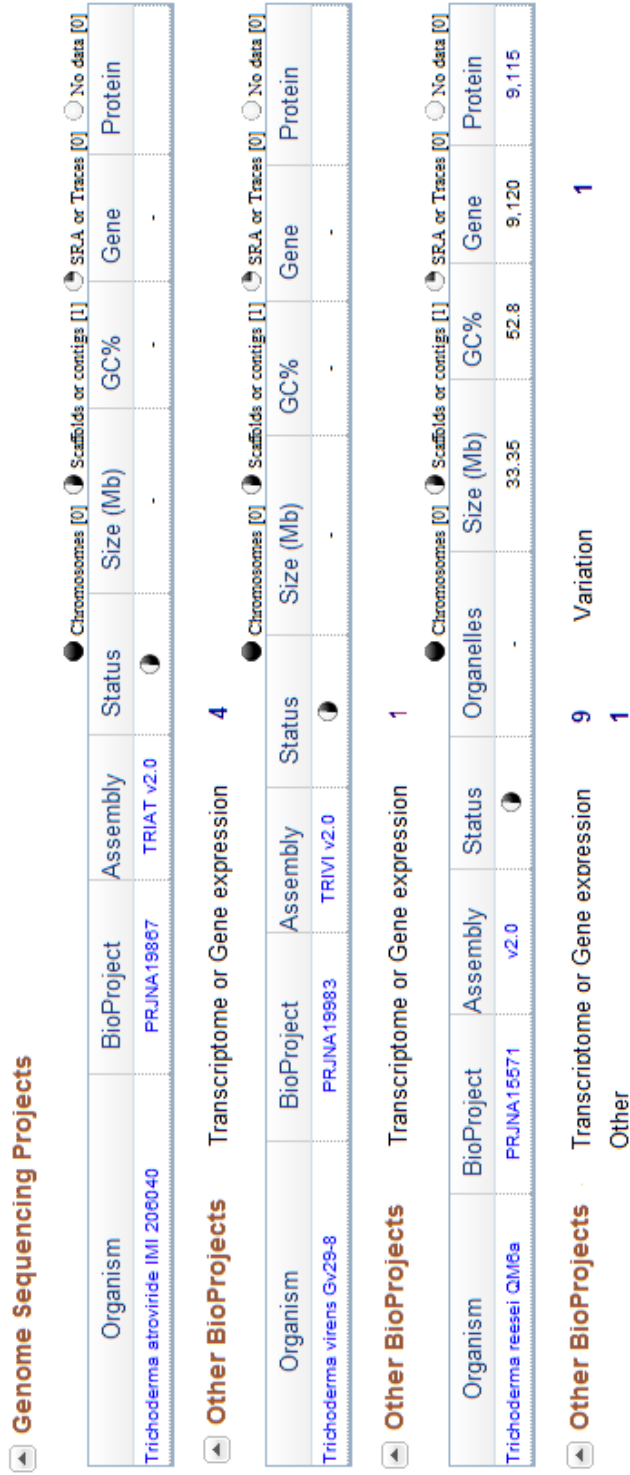 Genome Sequencing Projects
Chromosomes [0] Scaffolds or contigs [1] SRA or Traces [0] No data [0]
Organism BioProject Assembly Status Size (Mb) GC% Gene Protein
Trichoderma atroviride IMI 206040 PRJNA19867 TRIAT v2.0 - - -
Other BioProjects Transcriptome or Gene expression 4
Chromosomes [0] Scaffolds or contigs [1] SRA or Traces [0] No data [0]
Organism BioProject Assembly Status Size (Mb) GC% Gene Protein
Trichoderma virens Gv29-8 PRJNA19983 TRIVI v2.0 - - -
Other BioProjects Transcriptome or Gene expression 1
Chromosomes [0] Scaffolds or contigs [1] SRA or Traces [0] No data [0]
Organism BioProject Assembly Status Organelles Size (Mb) GC% Gene Protein
Trichoderma reesei QM6a PRJNA15571 v2.0 - 33.35 52.8 9,120 9,115
Other BioProjects Transcriptome or Gene expression 9 Variation 1
Other 1